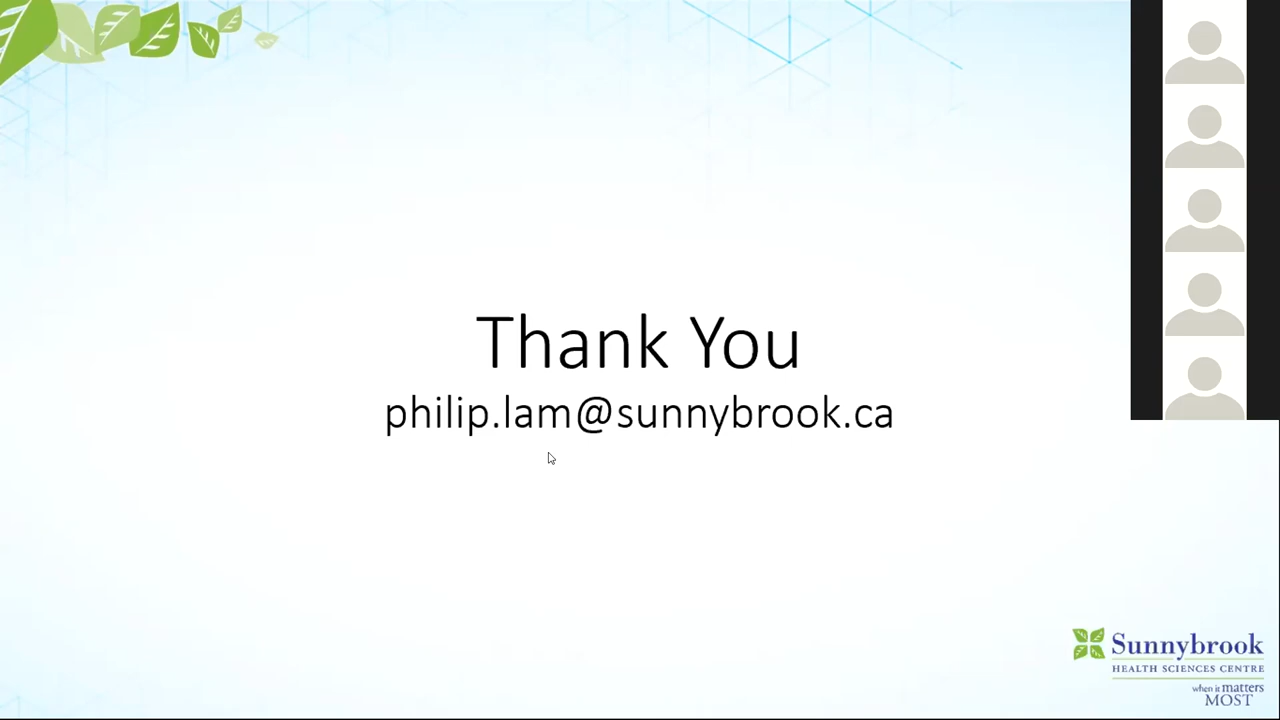 Thank You
philip.lam@sunnybrook.ca
Sunnybrook
HEALTH SCIENCES CENTRE
when it matters
MOST